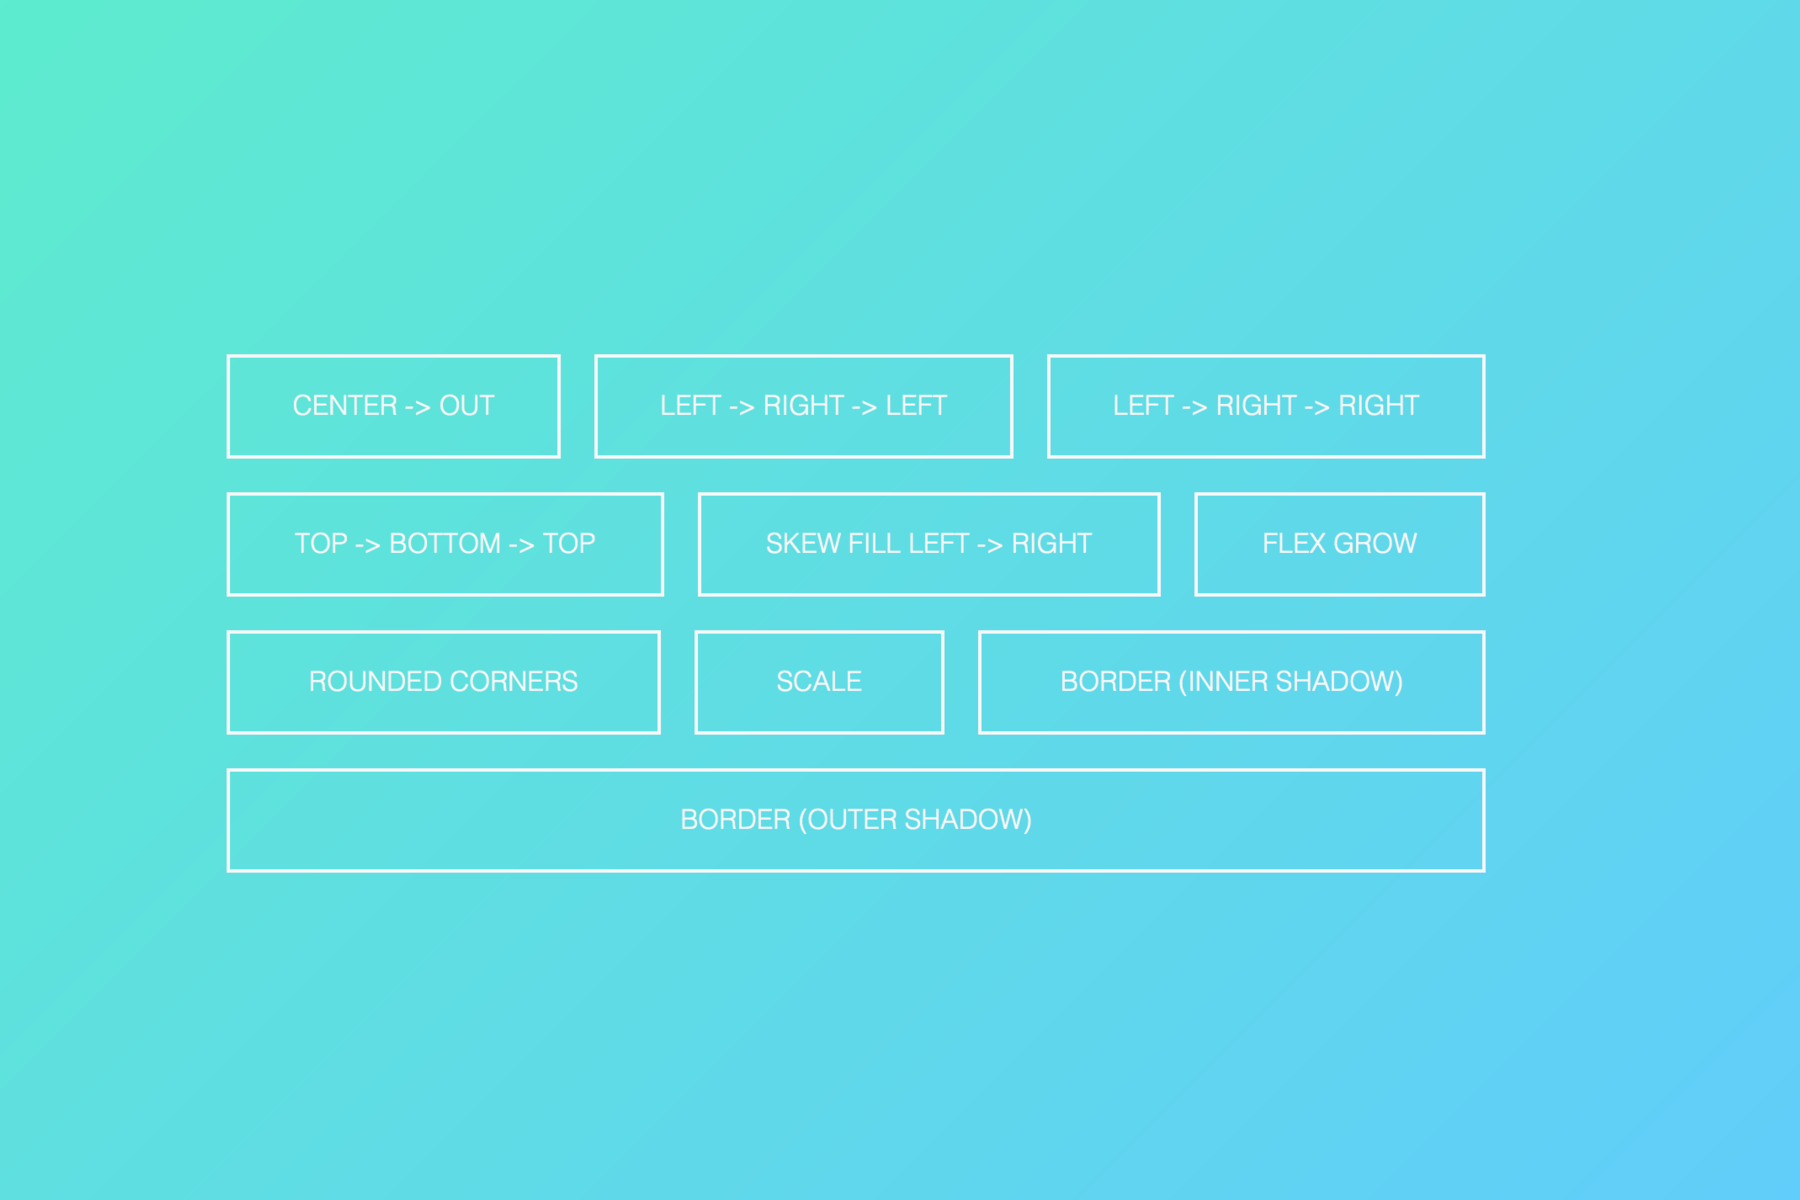 CENTER -> OUT
LEFT -> RIGHT -> LEFT
LEFT -> RIGHT -> RIGHT
TOP -> BOTTOM -> TOP
SKEW FILL LEFT -> RIGHT
FLEX GROW
ROUNDED CORNERS
SCALE
BORDER (INNER SHADOW)
BORDER (OUTER SHADOW)